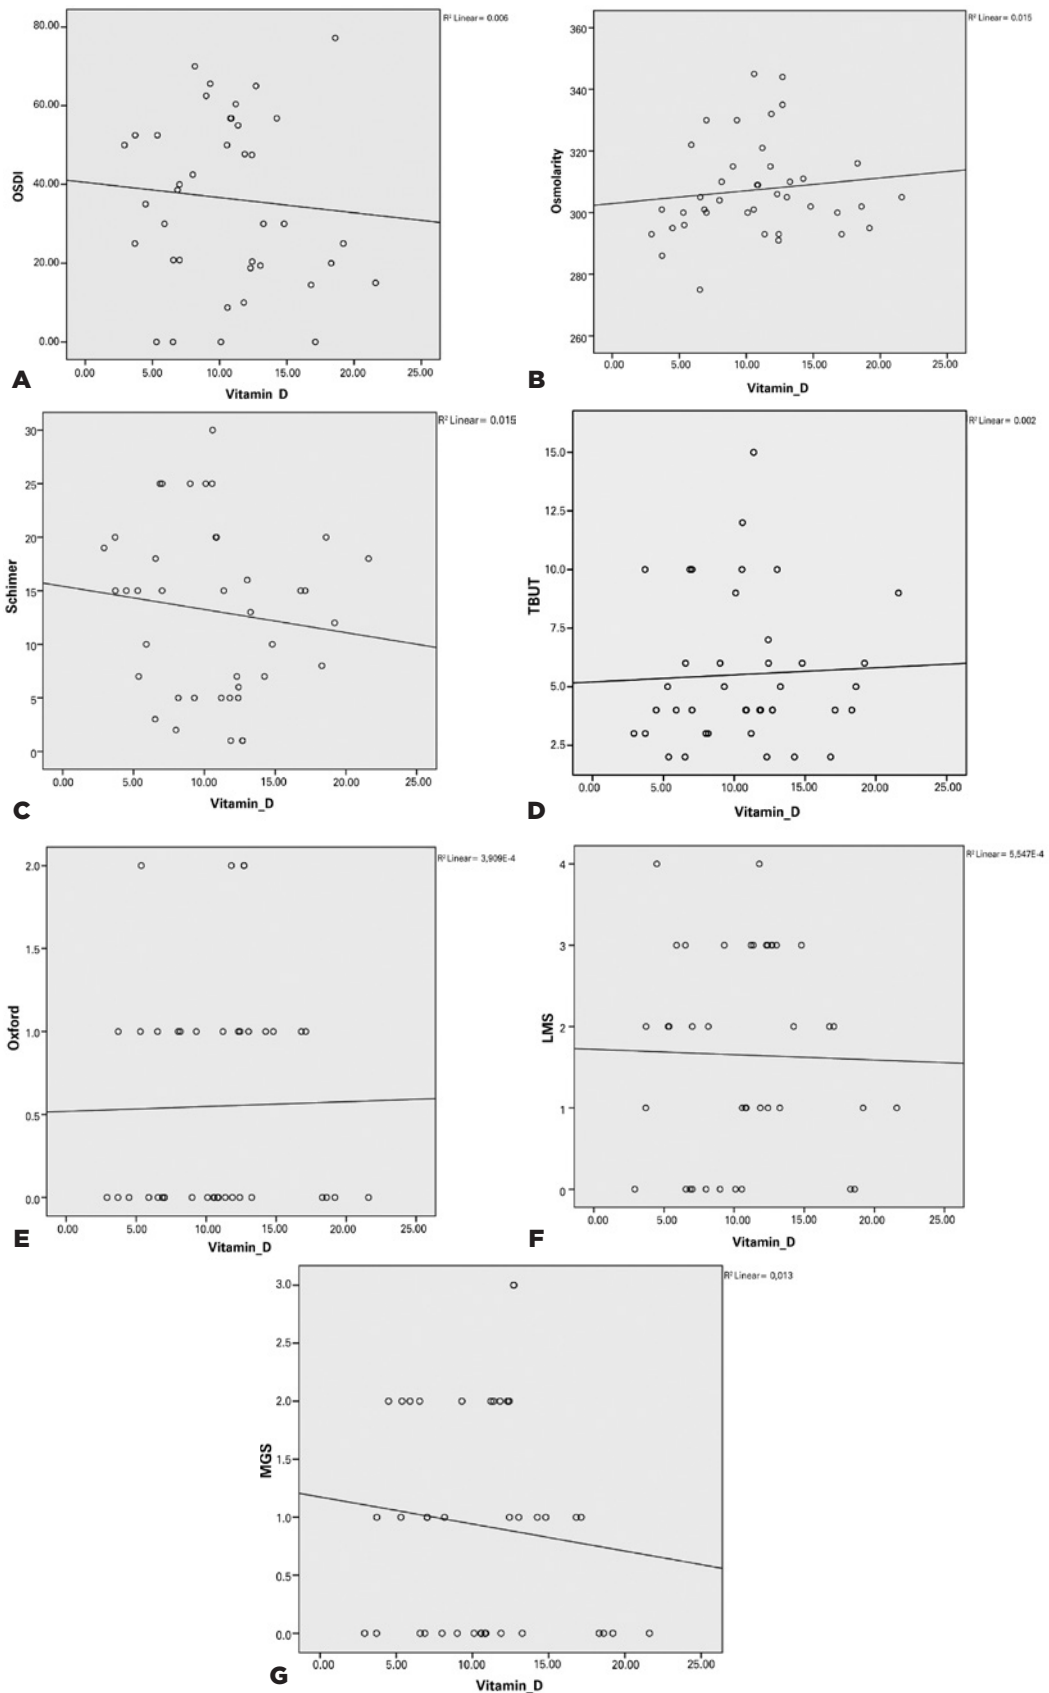 R² Linear = 0.006
80.00
60.00
40.00
20.00
0.00
OSDI
0.00 5.00 10.00 15.00 20.00 25.00
Vitamin_D
A
R² Linear = 0.015
360
340
320
300
280
260
Osmolarity
0.00 5.00 10.00 15.00 20.00 25.00
Vitamin_D
B
R² Linear = 0.015
30
25
20
15
10
5
0
Schimer
0.00 5.00 10.00 15.00 20.00 25.00
Vitamin_D
C
R² Linear = 0.002
15.0
12.5
10.0
7.5
5.0
2.5
TBUT
0.00 5.00 10.00 15.00 20.00 25.00
Vitamin_D
D
R² Linear = 3,909E-4
2.0
1.5
1.0
0.5
0.0
Oxford
0.00 5.00 10.00 15.00 20.00 25.00
Vitamin_D
E
R² Linear = 5,547E-4
4
3
2
1
0
LMS
0.00 5.00 10.00 15.00 20.00 25.00
Vitamin_D
F
R² Linear = 0,013
3.0
2.5
2.0
1.5
1.0
0.5
0.0
MGS
0.00 5.00 10.00 15.00 20.00 25.00
Vitamin_D
G